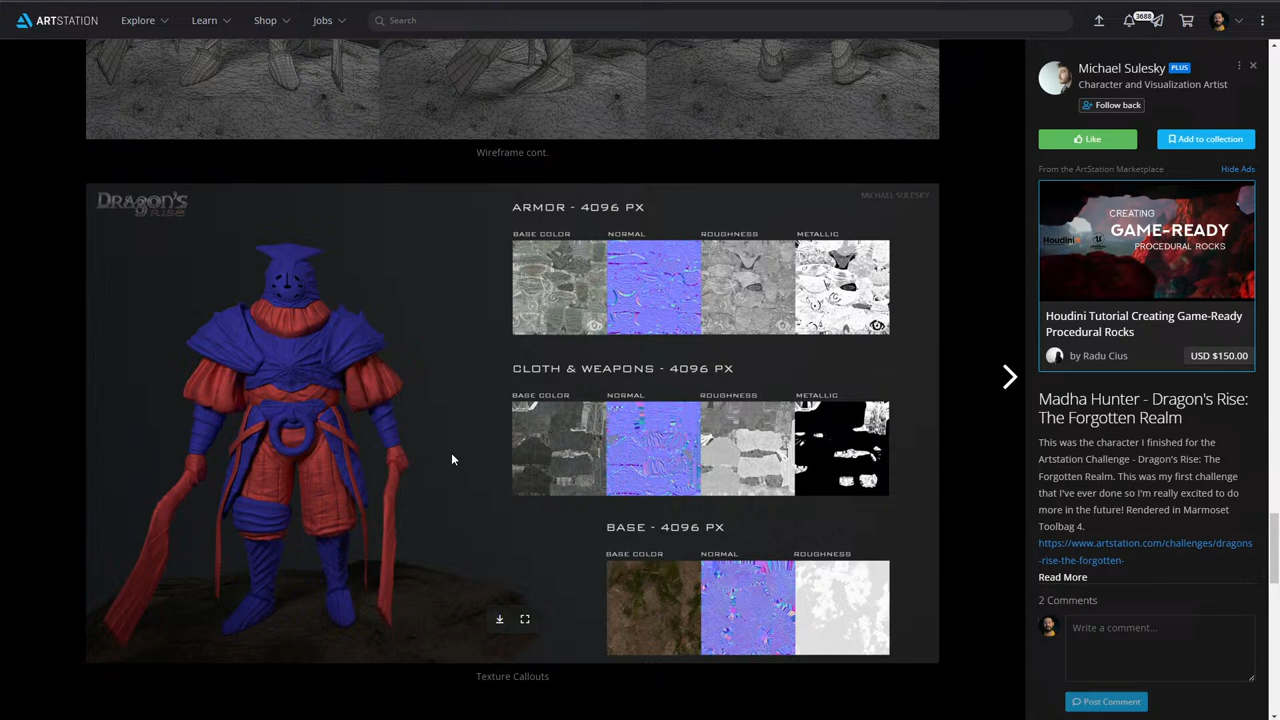 ARTSTATION
Explore
Learn
Shop
Jobs
Search
3688
Wireframe cont.
DRAGON'S RISE
MICHAEL SULESKY
ARMOR - 4096 PX
BASE COLOR
NORMAL
ROUGHNESS
METALLIC
CLOTH & WEAPONS - 4096 PX
BASE COLOR
NORMAL
ROUGHNESS
METALLIC
BASE - 4096 PX
BASE COLOR
NORMAL
ROUGHNESS
Texture Callouts
Michael Sulesky PLUS
Character and Visualization Artist
Follow back
Like
Add to collection
From the ArtStation Marketplace
Hide Ads
CREATING
GAME-READY
PROCEDURAL ROCKS
Houdini
Houdini Tutorial Creating Game-Ready
Procedural Rocks
by Radu Cius
USD $150.00
Madha Hunter - Dragon's Rise:
The Forgotten Realm
This was the character I finished for the
Artstation Challenge - Dragon's Rise: The
Forgotten Realm. This was my first challenge
that I've ever done so I'm really excited to do
more in the future! Rendered in Marmoset
Toolbag 4.
https://www.artstation.com/challenges/dragons
-rise-the-forgotten-
Read More
2 Comments
Write a comment...
Post Comment